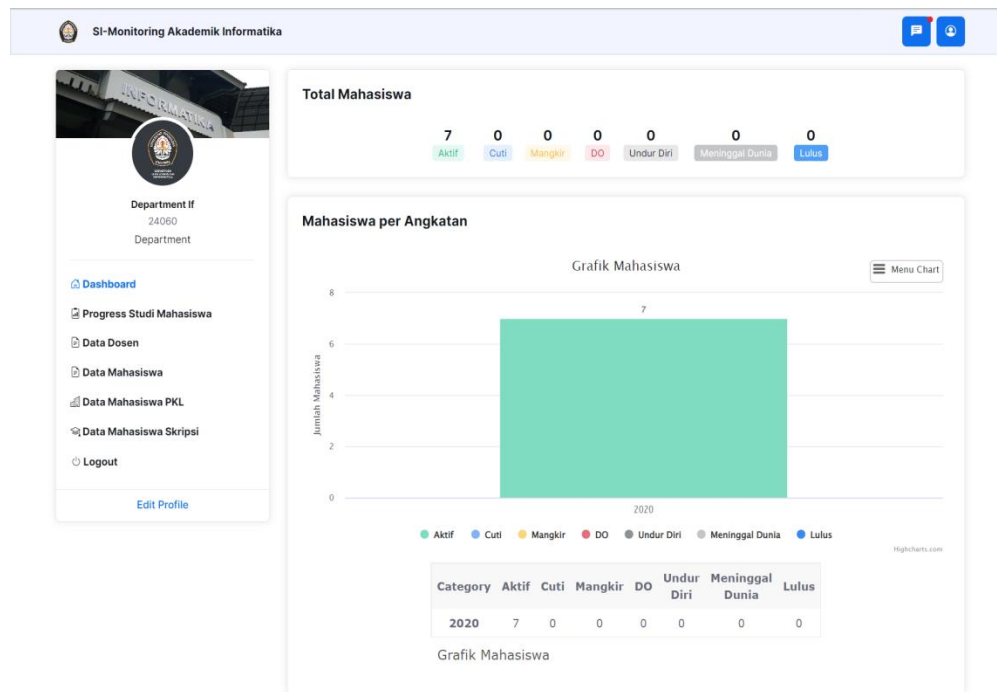 SI-Monitoring Akademik Informatika
INFORMATIKA
Department If
24060
Department
Dashboard
Progress Studi Mahasiswa
Data Dosen
Data Mahasiswa
Data Mahasiswa PKL
Data Mahasiswa Skripsi
Logout
Edit Profile
Total Mahasiswa
7 0 0 0 0 0 0
Aktif Cuti Mangkir DO Undur Diri Meninggal Dunia Lulus
Mahasiswa per Angkatan
Grafik Mahasiswa
Menu Chart
Jumlah Mahasiswa
8
6
4
2
0
7
2020
Aktif Cuti Mangkir DO Undur Diri Meninggal Dunia Lulus
Highcharts.com
Category Aktif Cuti Mangkir DO Undur Diri Meninggal Dunia Lulus
2020 7 0 0 0 0 0 0
Grafik Mahasiswa